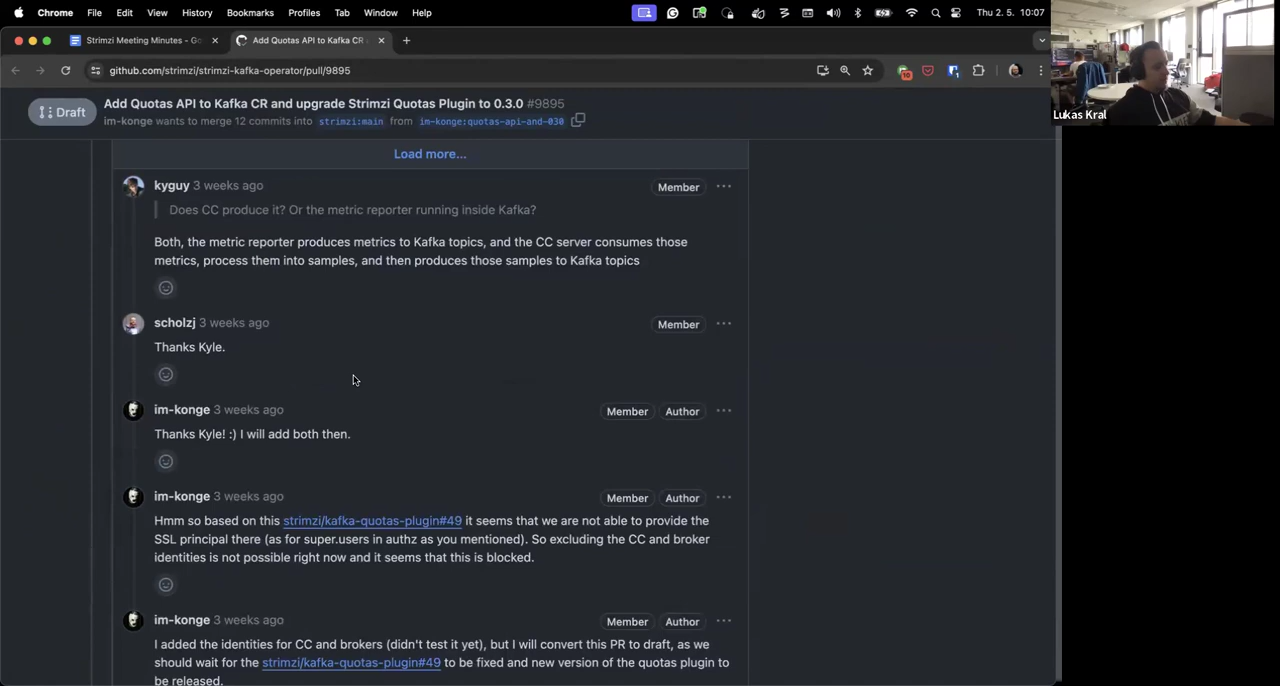 Chrome File Edit View History Bookmarks Profiles Tab Window Help Thu 2. 5. 10:07
Strimzi Meeting Minutes - Go
Add Quotas API to Kafka CR
github.com/strimzi/strimzi-kafka-operator/pull/9895
10
Lukas Kral
Draft
Add Quotas API to Kafka CR and upgrade Strimzi Quotas Plugin to 0.3.0 #9895
im-konge wants to merge 12 commits into strimzi:main from im-konge:quotas-api-and-030
Load more...
kyguy 3 weeks ago Member
Does CC produce it? Or the metric reporter running inside Kafka?
Both, the metric reporter produces metrics to Kafka topics, and the CC server consumes those
metrics, process them into samples, and then produces those samples to Kafka topics
scholzj 3 weeks ago Member
Thanks Kyle.
im-konge 3 weeks ago Member Author
Thanks Kyle! :) I will add both then.
im-konge 3 weeks ago Member Author
Hmm so based on this strimzi/kafka-quotas-plugin#49 it seems that we are not able to provide the
SSL principal there (as for super.users in authz as you mentioned). So excluding the CC and broker
identities is not possible right now and it seems that this is blocked.
im-konge 3 weeks ago Member Author
I added the identities for CC and brokers (didn't test it yet), but I will convert this PR to draft, as we
should wait for the strimzi/kafka-quotas-plugin#49 to be fixed and new version of the quotas plugin to
be released.